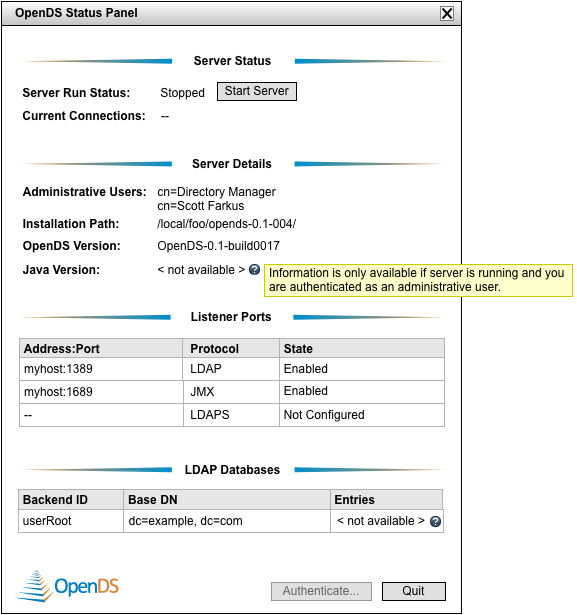 OpenDS Status Panel
Server Status
Server Run Status: Stopped Start Server
Current Connections: --
Server Details
Administrative Users: cn=Directory Manager
cn=Scott Farkus
Installation Path: /local/foo/opends-0.1-004/
OpenDS Version: OpenDS-0.1-build0017
Java Version: < not available > ?
Information is only available if server is running and you
are authenticated as an administrative user.
Listener Ports
Address:Port Protocol State
myhost:1389 LDAP Enabled
myhost:1689 JMX Enabled
-- LDAPS Not Configured
LDAP Databases
Backend ID Base DN Entries
userRoot dc=example, dc=com < not available > ?
OpenDS
Authenticate... Quit